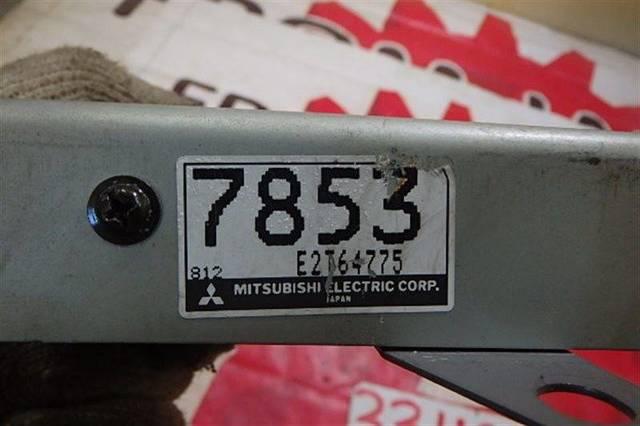 7853
E2T64775
812
MITSUBISHI ELECTRIC CORP.
JAPAN